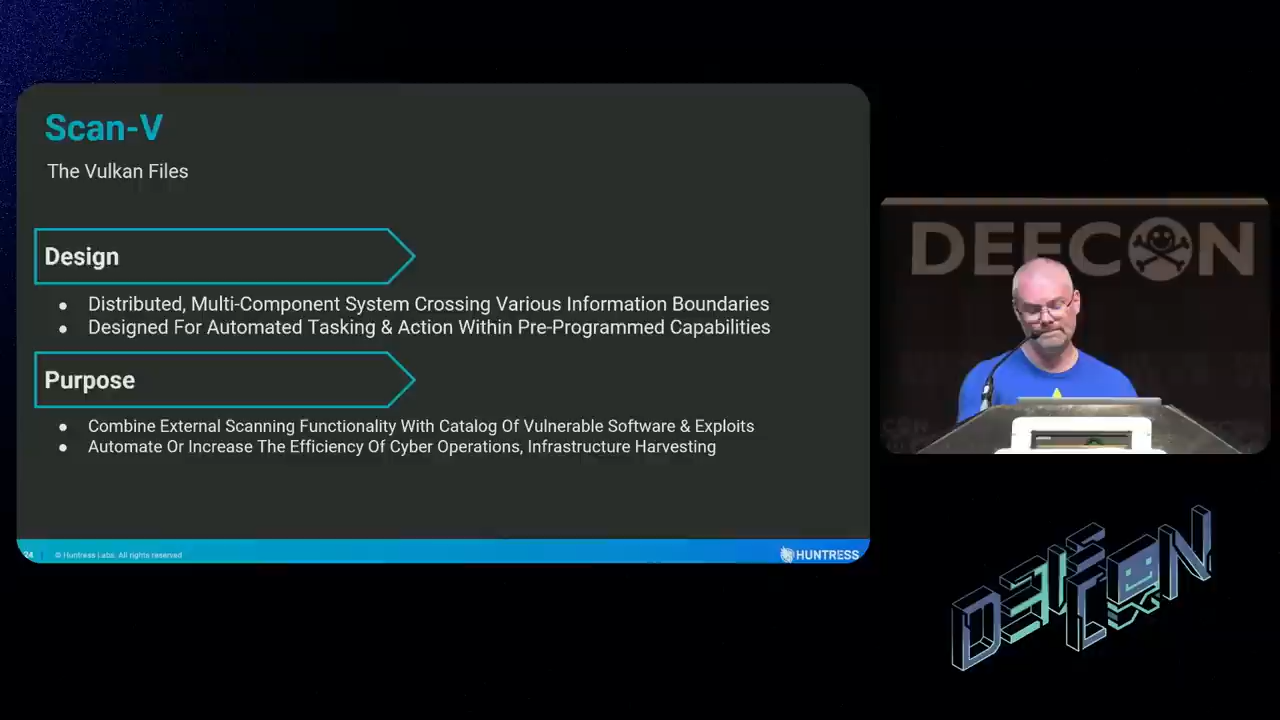 Scan-V
The Vulkan Files
Design
● Distributed, Multi-Component System Crossing Various Information Boundaries
● Designed For Automated Tasking & Action Within Pre-Programmed Capabilities
Purpose
● Combine External Scanning Functionality With Catalog Of Vulnerable Software & Exploits
● Automate Or Increase The Efficiency Of Cyber Operations, Infrastructure Harvesting
24 | © Huntress Labs. All rights reserved
HUNTRESS
DEFCON
DEFCON